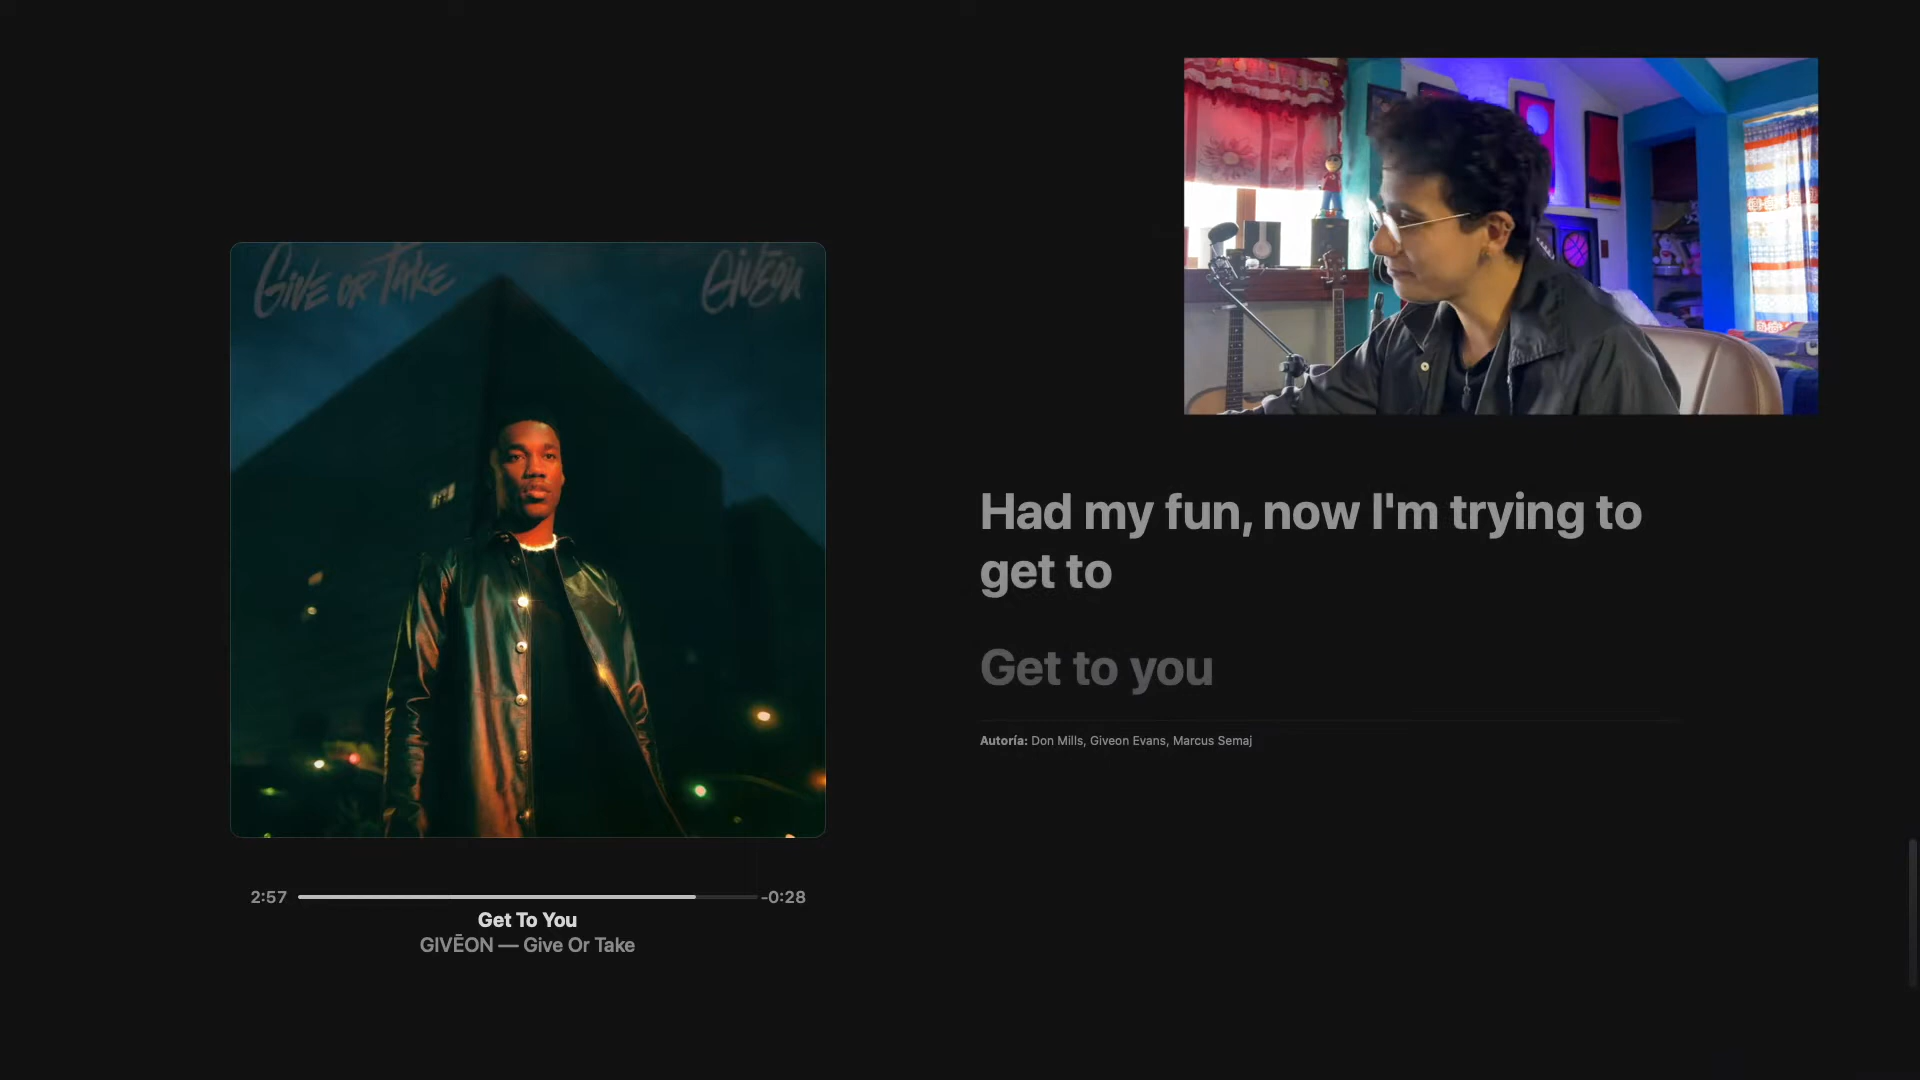 GIVE OR TAKE
GIVĒON
Had my fun, now I'm trying to
get to
Get to you
Autoría: Don Mills, Giveon Evans, Marcus Semaj
2:57
-0:28
Get To You
GIVĒON — Give Or Take